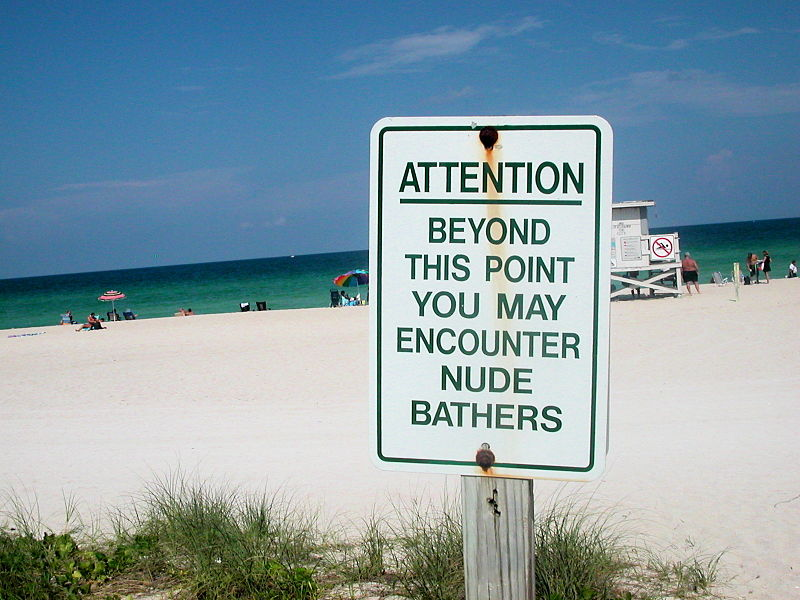 ATTENTION
BEYOND
THIS POINT
YOU MAY
ENCOUNTER
NUDE
BATHERS